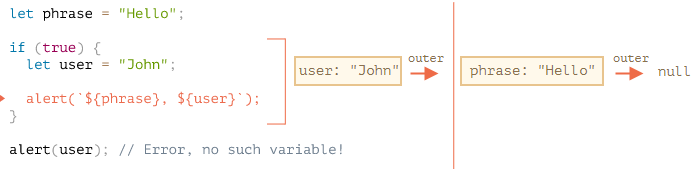 let phrase = "Hello";
if (true) {
let user = "John";
alert(`${phrase}, ${user}`);
}
alert(user); // Error, no such variable!
user: "John"
outer
phrase: "Hello"
outer
null